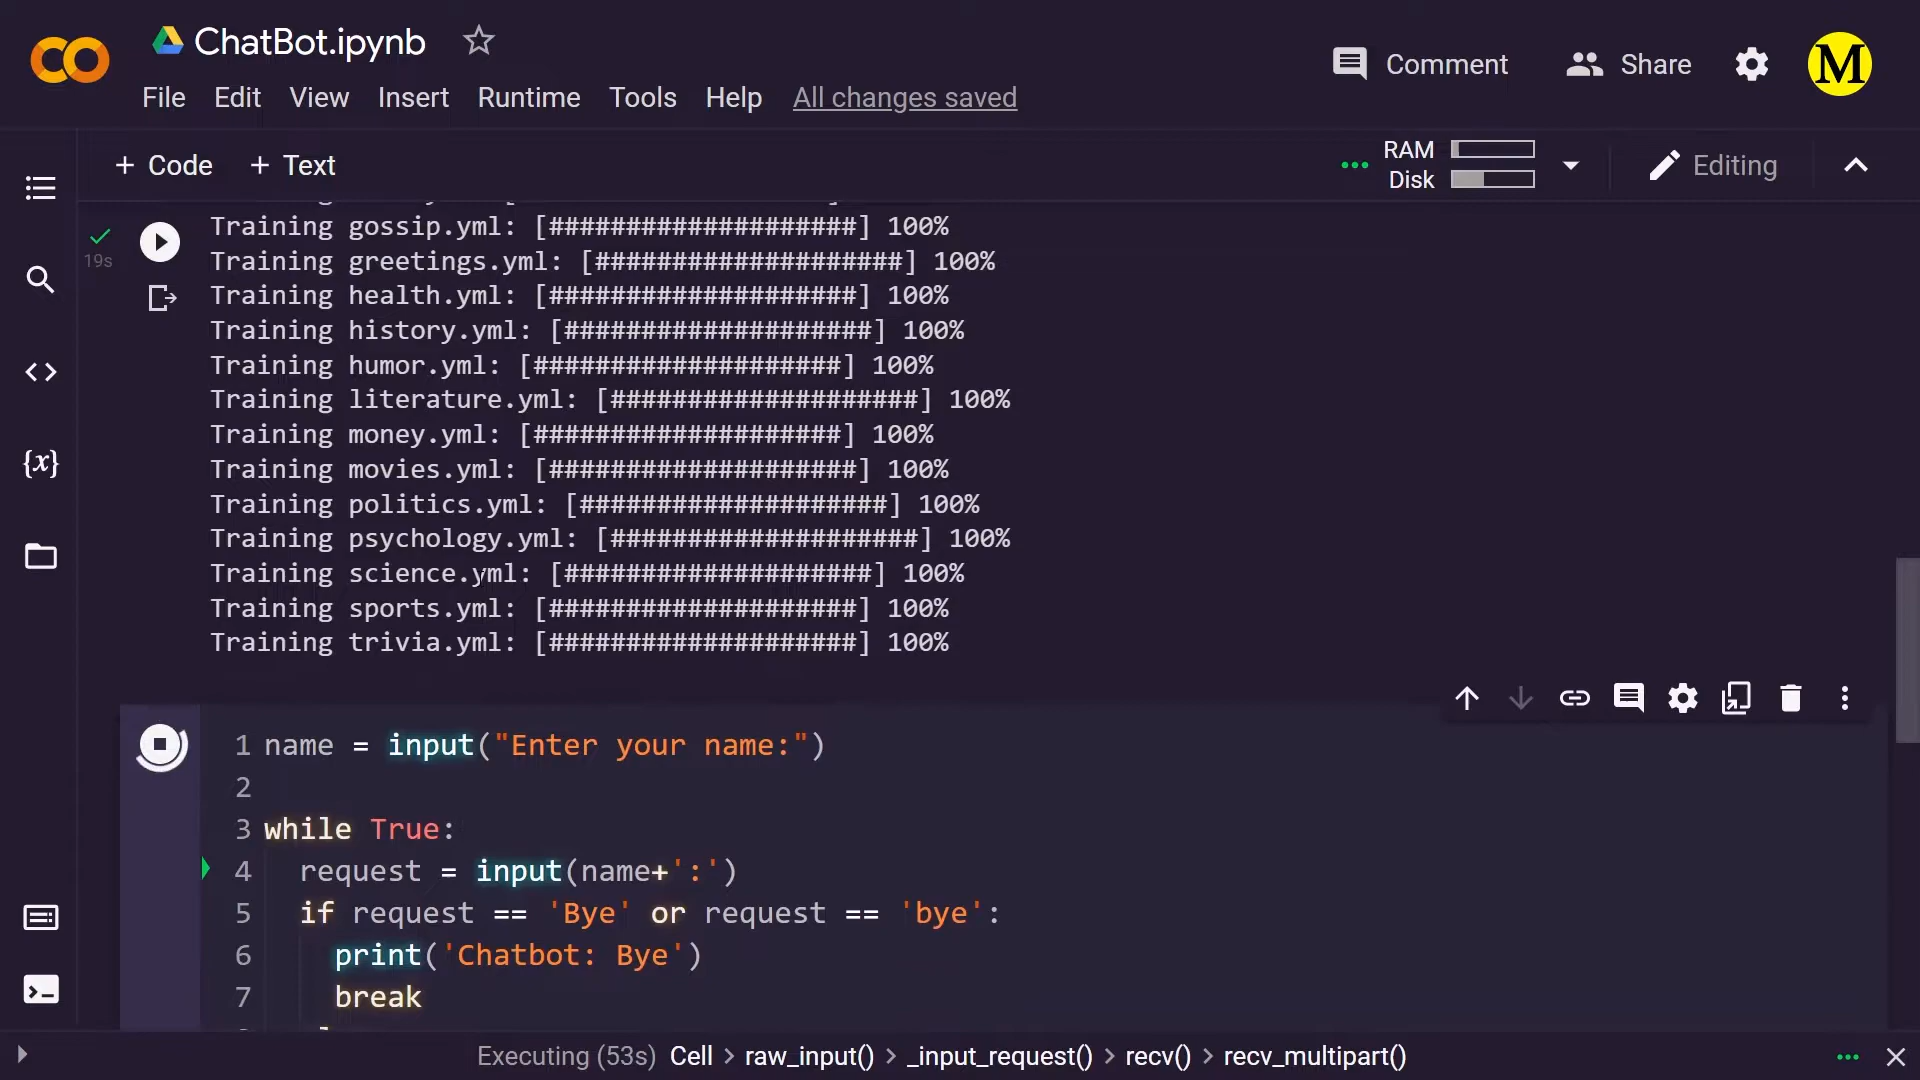 ChatBot.ipynb
Comment
Share
M
File Edit View Insert Runtime Tools Help All changes saved
+ Code + Text
RAM
Disk
Editing
19s
Training gossip.yml: [####################] 100%
Training greetings.yml: [####################] 100%
Training health.yml: [####################] 100%
Training history.yml: [####################] 100%
Training humor.yml: [####################] 100%
Training literature.yml: [####################] 100%
Training money.yml: [####################] 100%
Training movies.yml: [####################] 100%
Training politics.yml: [####################] 100%
Training psychology.yml: [####################] 100%
Training science.yml: [####################] 100%
Training sports.yml: [####################] 100%
Training trivia.yml: [####################] 100%
1 name = input("Enter your name:")
2
3 while True:
4   request = input(name+':')
5   if request == 'Bye' or request == 'bye':
6     print('Chatbot: Bye')
7     break
Executing (53s) Cell > raw_input() > _input_request() > recv() > recv_multipart()